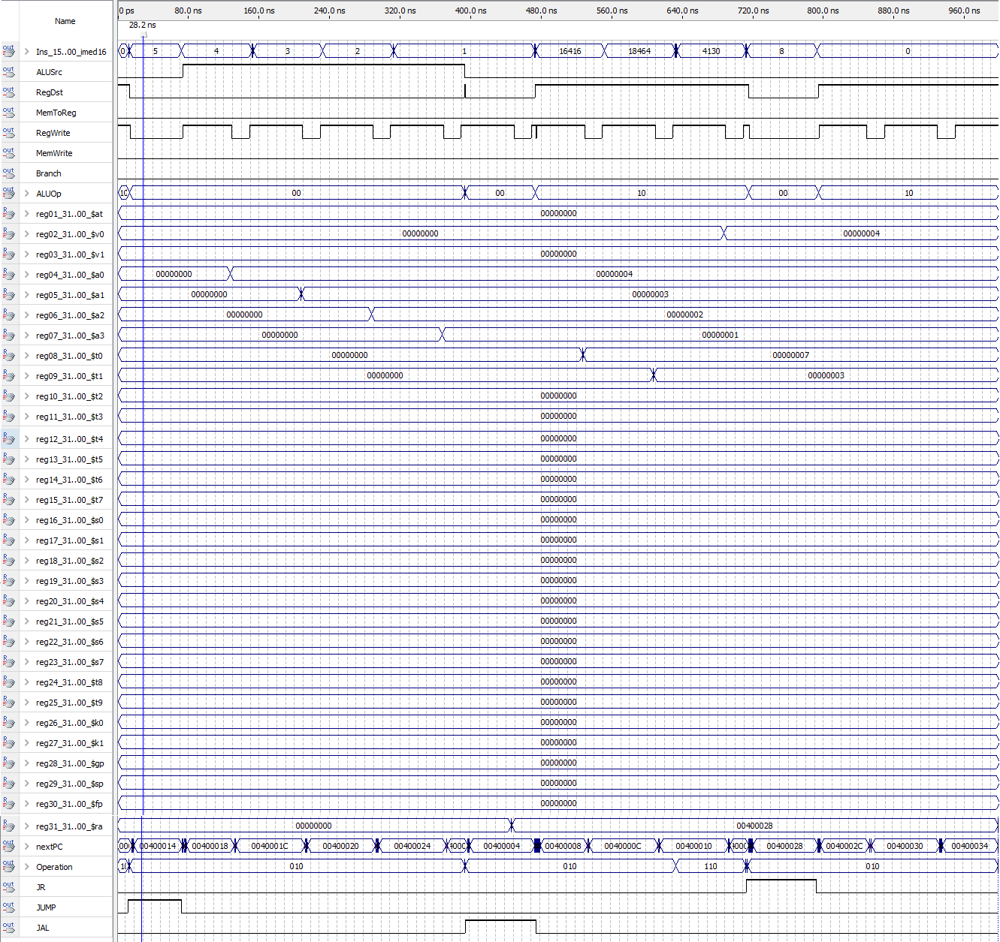 Name 0 ps 80.0 ns 160.0 ns 240.0 ns 320.0 ns 400.0 ns 480.0 ns 560.0 ns 640.0 ns 720.0 ns 800.0 ns 880.0 ns 960.0 ns
28.2 ns
out Ins_15..00_imed16 0 5 4 3 2 1 16416 18464 4130 8 0
out ALUSrc
out RegDst
out MemToReg
out RegWrite
out MemWrite
out Branch
out ALUOp 10 00 00 10 00 10
R reg01_31..00_$at 00000000
R reg02_31..00_$v0 00000000 00000004
R reg03_31..00_$v1 00000000
R reg04_31..00_$a0 00000000 00000004
R reg05_31..00_$a1 00000000 00000003
R reg06_31..00_$a2 00000000 00000002
R reg07_31..00_$a3 00000000 00000001
R reg08_31..00_$t0 00000000 00000007
R reg09_31..00_$t1 00000000 00000003
R reg10_31..00_$t2 00000000
R reg11_31..00_$t3 00000000
R reg12_31..00_$t4 00000000
R reg13_31..00_$t5 00000000
R reg14_31..00_$t6 00000000
R reg15_31..00_$t7 00000000
R reg16_31..00_$s0 00000000
R reg17_31..00_$s1 00000000
R reg18_31..00_$s2 00000000
R reg19_31..00_$s3 00000000
R reg20_31..00_$s4 00000000
R reg21_31..00_$s5 00000000
R reg22_31..00_$s6 00000000
R reg23_31..00_$s7 00000000
R reg24_31..00_$t8 00000000
R reg25_31..00_$t9 00000000
R reg26_31..00_$k0 00000000
R reg27_31..00_$k1 00000000
R reg28_31..00_$gp 00000000
R reg29_31..00_$sp 00000000
R reg30_31..00_$fp 00000000
R reg31_31..00_$ra 00000000 00400028
out nextPC 00400014 00400018 0040001C 00400020 00400024 00400004 00400008 0040000C 00400010 00400028 0040002C 00400030 00400034
out Operation 010 010 110 010
out JR
out JUMP
out JAL